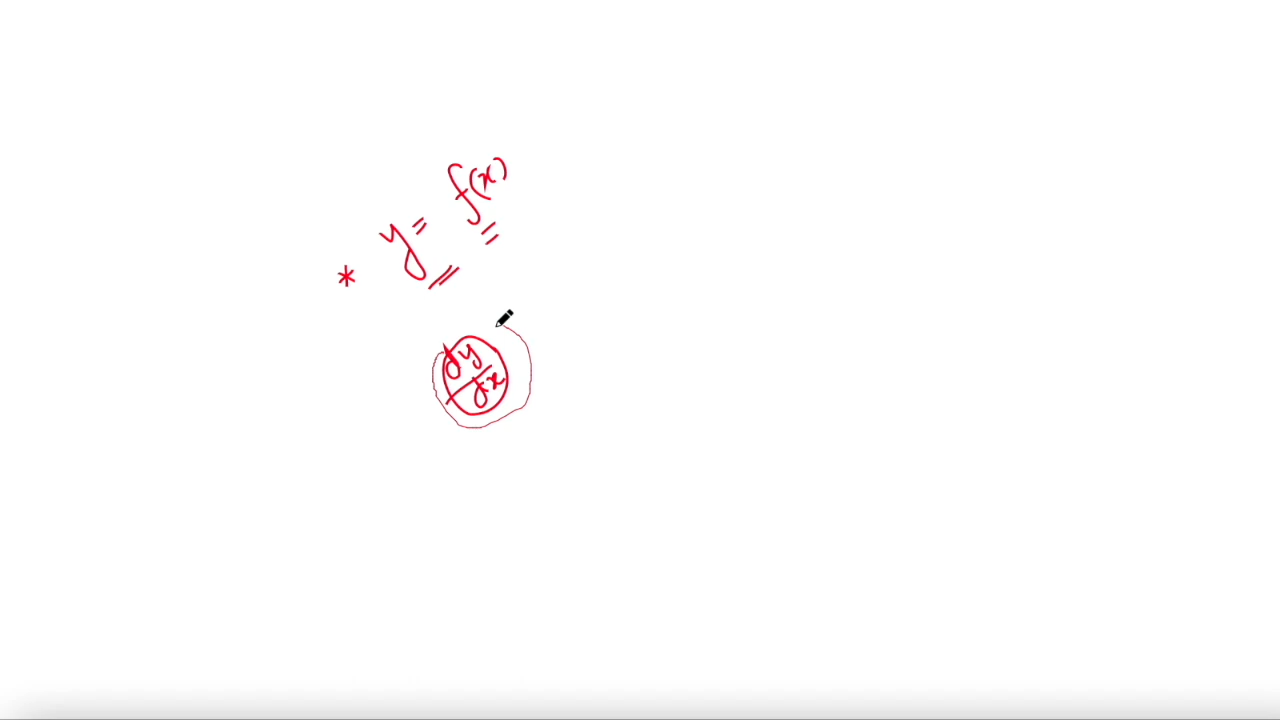 * y = f(x)
dy/dx